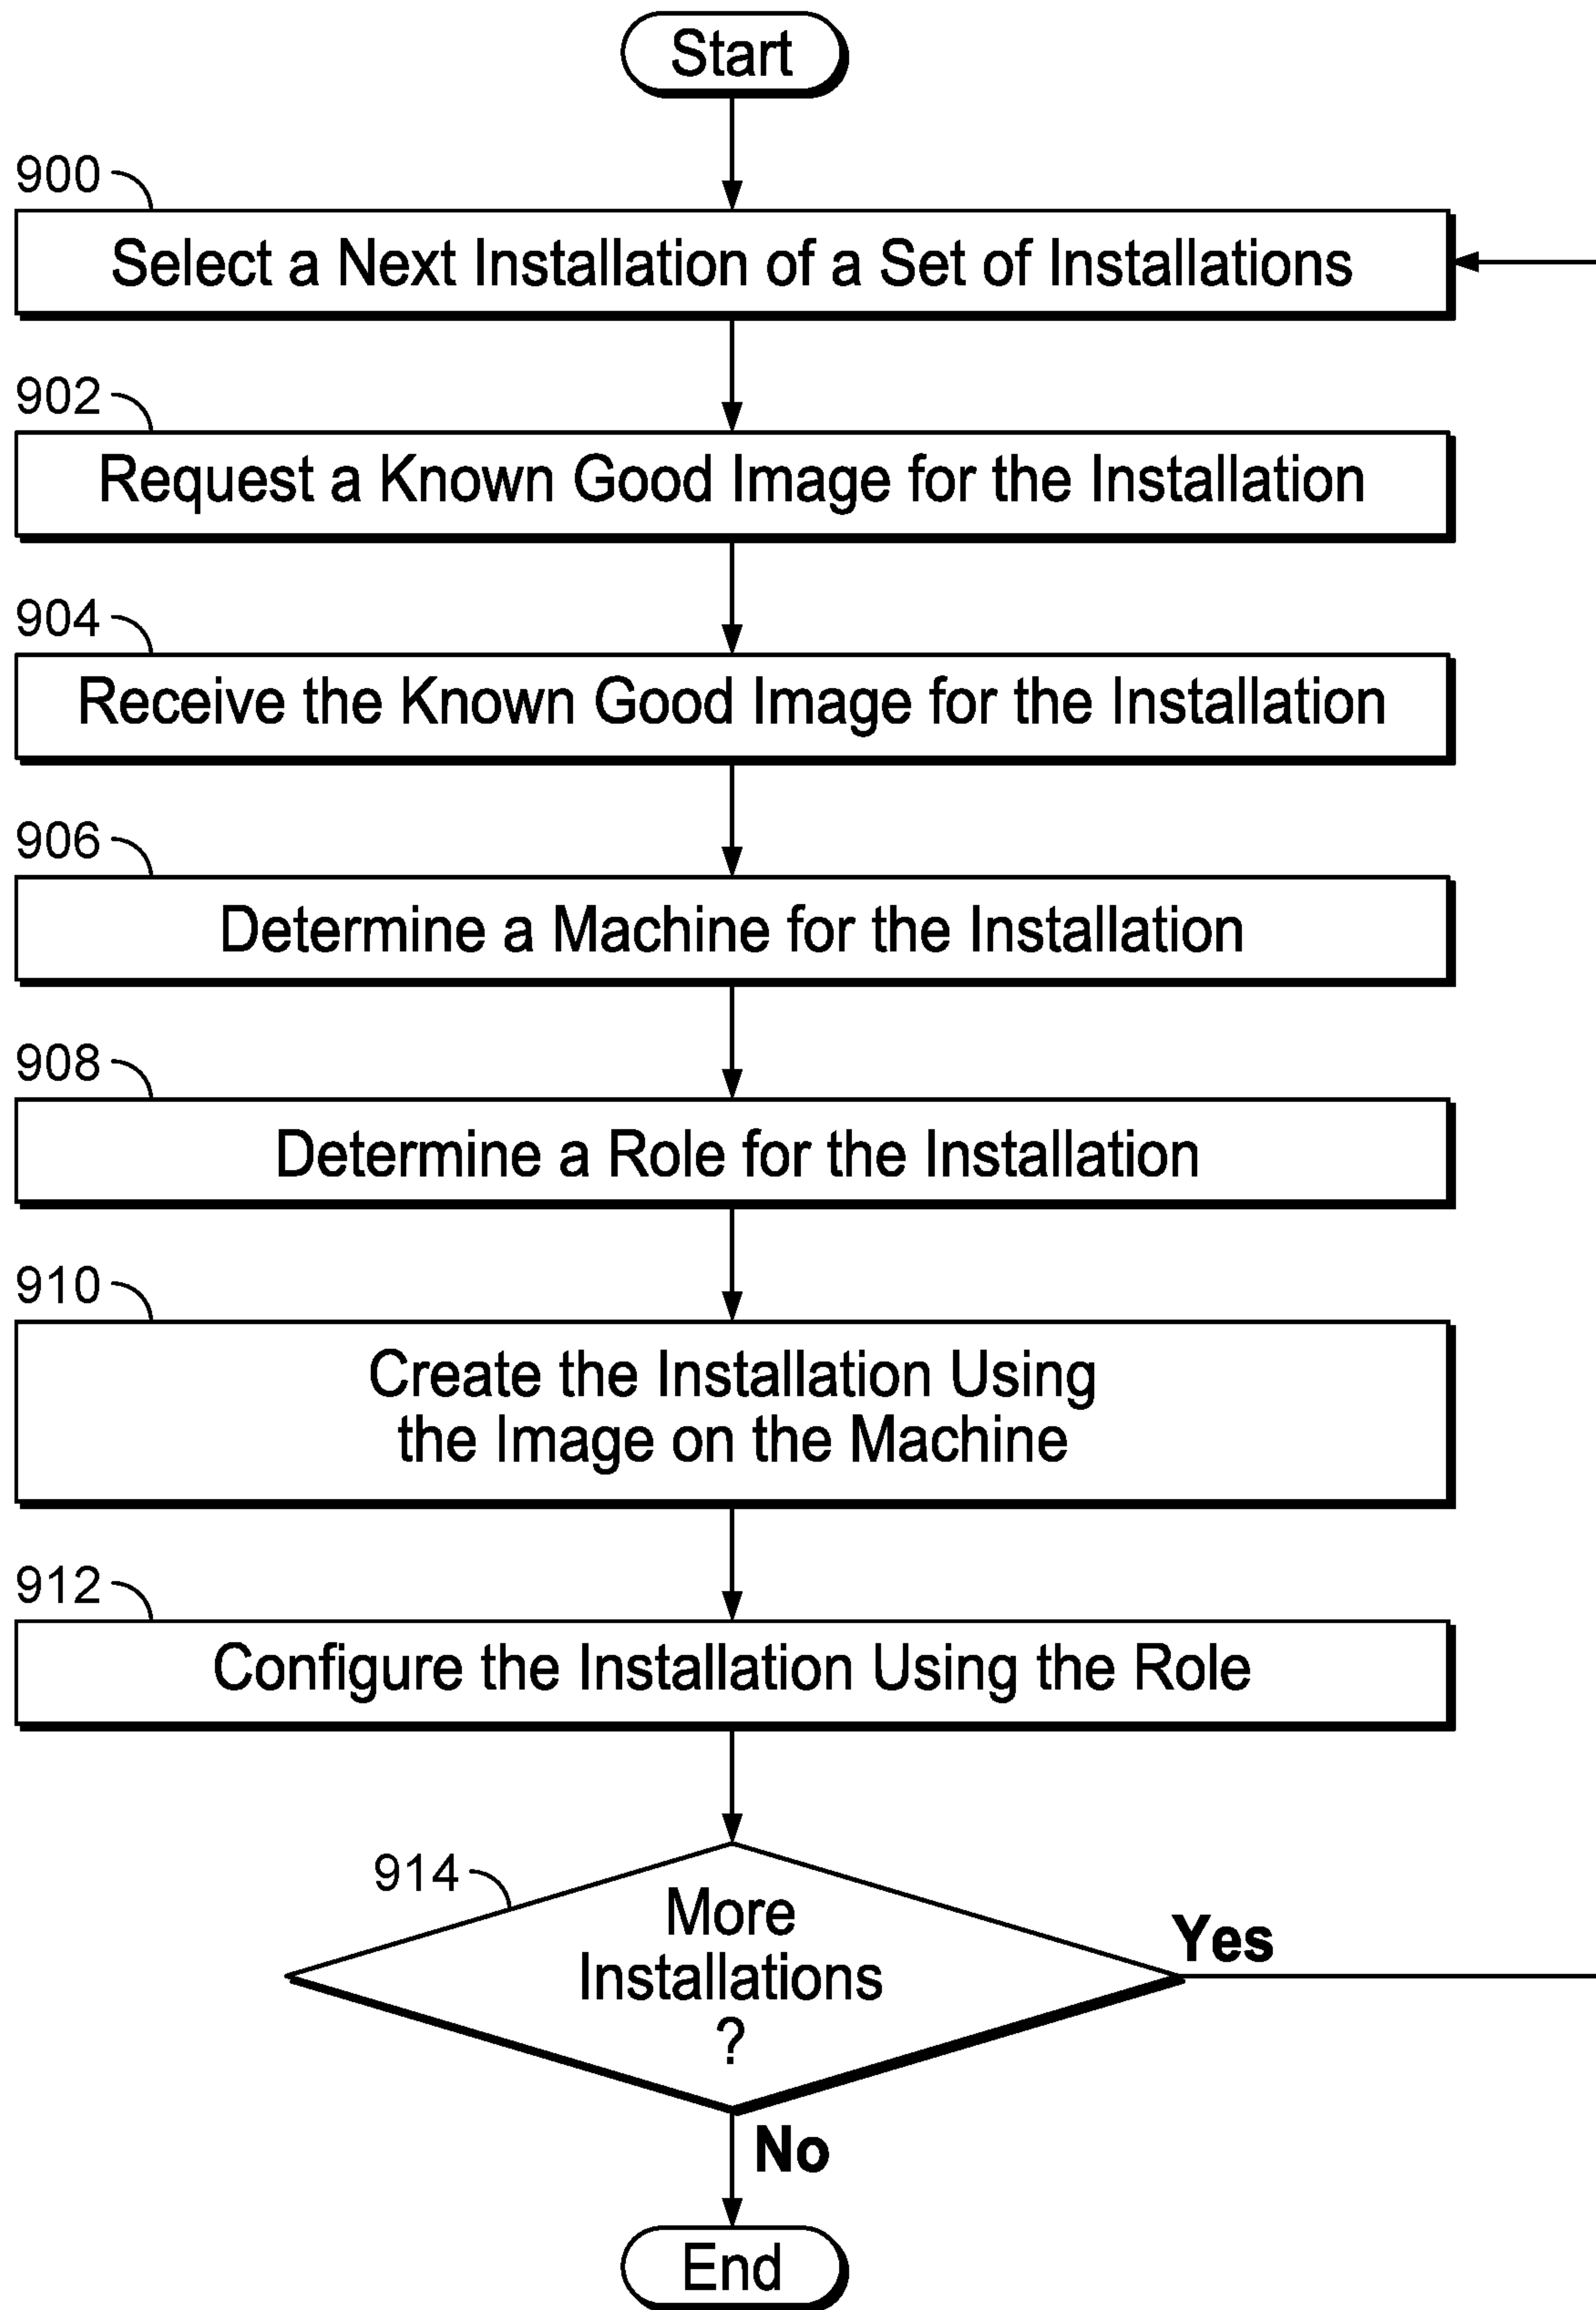 Start
900
Select a Next Installation of a Set of Installations
902
Request a Known Good Image for the Installation
904
Receive the Known Good Image for the Installation
906
Determine a Machine for the Installation
908
Determine a Role for the Installation
910
Create the Installation Using
the Image on the Machine
912
Configure the Installation Using the Role
914
More
Installations
?
Yes
No
End